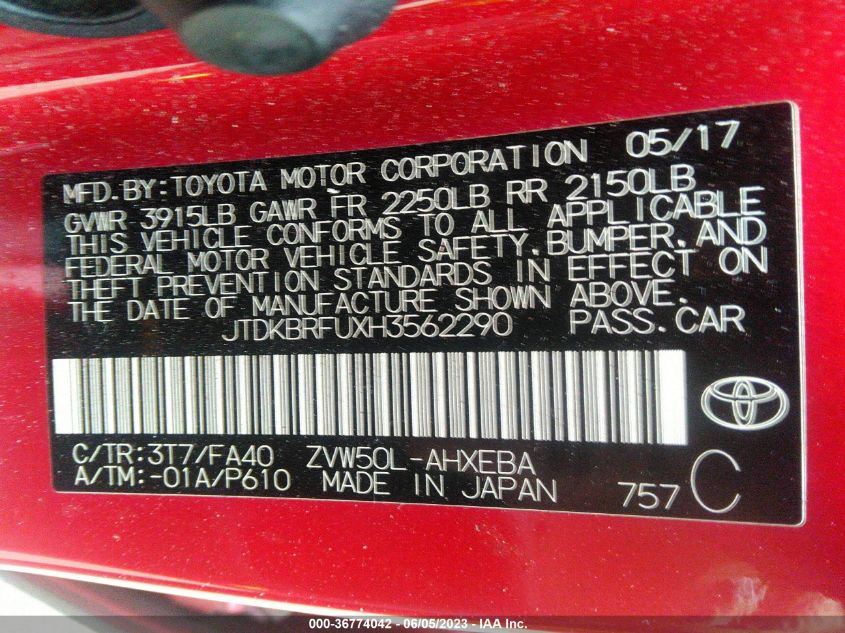 MFD. BY: TOYOTA MOTOR CORPORATION 05/17
GVWR 3915LB GAWR FR 2250LB RR 2150LB
THIS VEHICLE CONFORMS TO ALL APPLICABLE
FEDERAL MOTOR VEHICLE SAFETY, BUMPER, AND
THEFT PREVENTION STANDARDS IN EFFECT ON
THE DATE OF MANUFACTURE SHOWN ABOVE.
JTDKBRFUXH3562290 PASS. CAR
C/TR: 3T7/FA40 ZVW50L-AHXEBA
A/TM: -01A/P610 MADE IN JAPAN 757 C
000-36774042 - 06/05/2023 - IAA Inc.